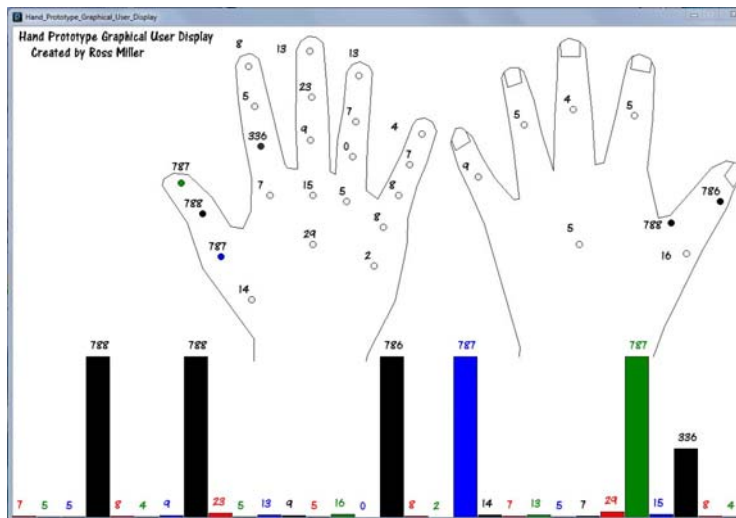 Hand_Prototype_Graphical_User_Display
Hand Prototype Graphical User Display
Created by Ross Miller
8 13 13
5 23 4 5
336 9 7 5 4
0 7
787 7 15 5 8 9 786
788 8 788
787 29 5 16
2
14
788 788 786 787 787
336
7 5 5 8 4 9 23 5 13 9 5 16 0 8 2 14 7 13 5 7 29 15 8 4